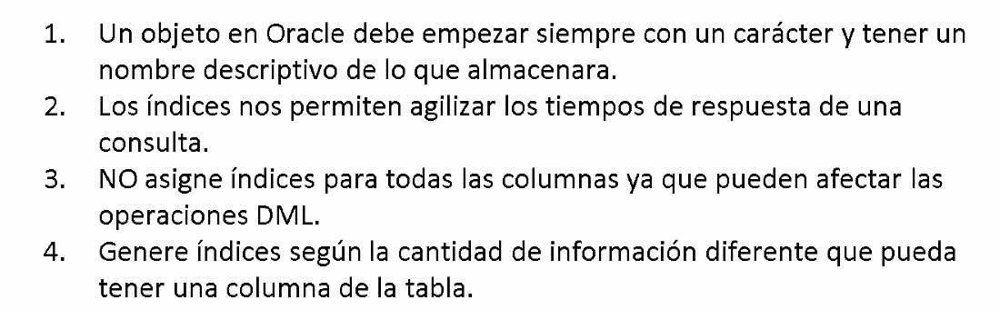 1. Un objeto en Oracle debe empezar siempre con un carácter y tener un
nombre descriptivo de lo que almacenara.
2. Los índices nos permiten agilizar los tiempos de respuesta de una
consulta.
3. NO asigne índices para todas las columnas ya que pueden afectar las
operaciones DML.
4. Genere índices según la cantidad de información diferente que pueda
tener una columna de la tabla.